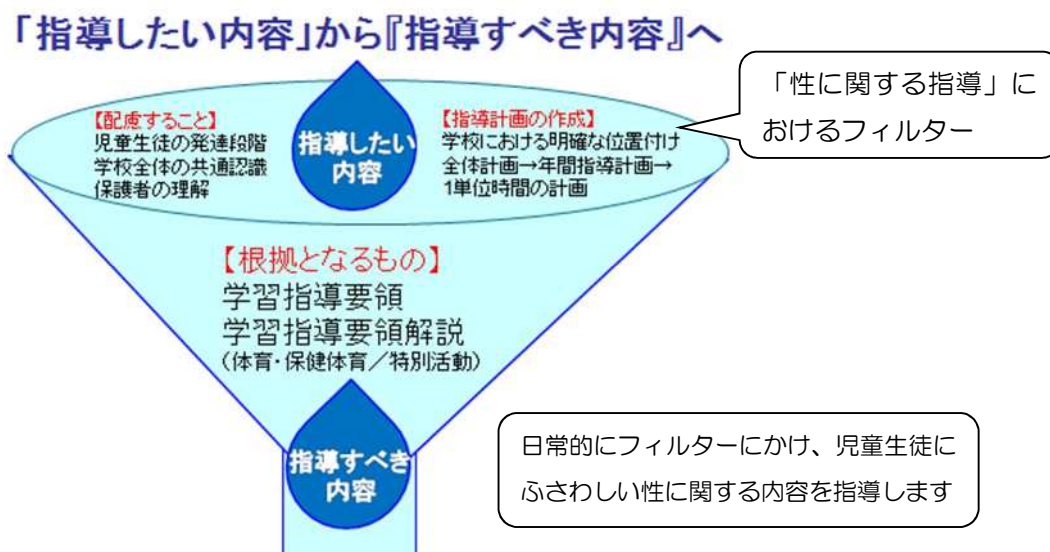 「指導したい内容」から『指導すべき内容』へ
「性に関する指導」に
おけるフィルター
【配慮すること】
児童生徒の発達段階
学校全体の共通認識
保護者の理解
指導したい
内容
【指導計画の作成】
学校における明確な位置付け
全体計画→年間指導計画→
1単位時間の計画
【根拠となるもの】
学習指導要領
学習指導要領解説
(体育・保健体育／特別活動)
指導すべき
内容
日常的にフィルターにかけ、児童生徒に
ふさわしい性に関する内容を指導します